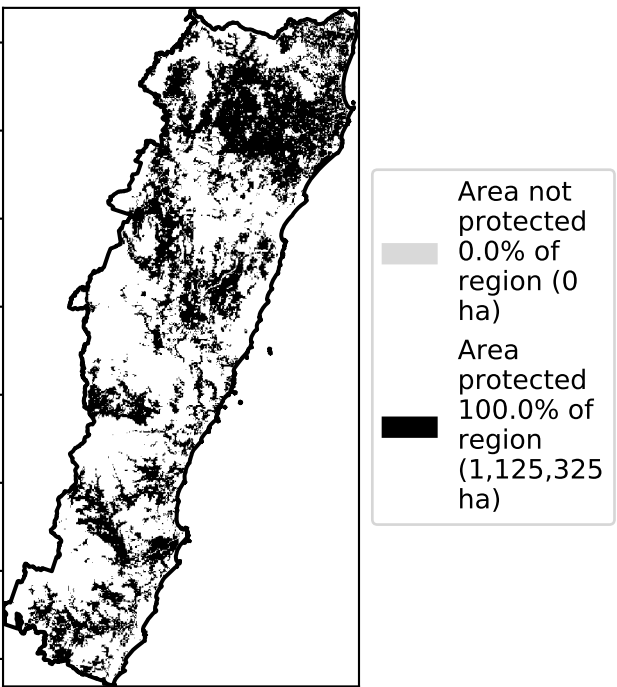 Area not
protected
0.0% of
region (0
ha)
Area
protected
100.0% of
region
(1,125,325
ha)